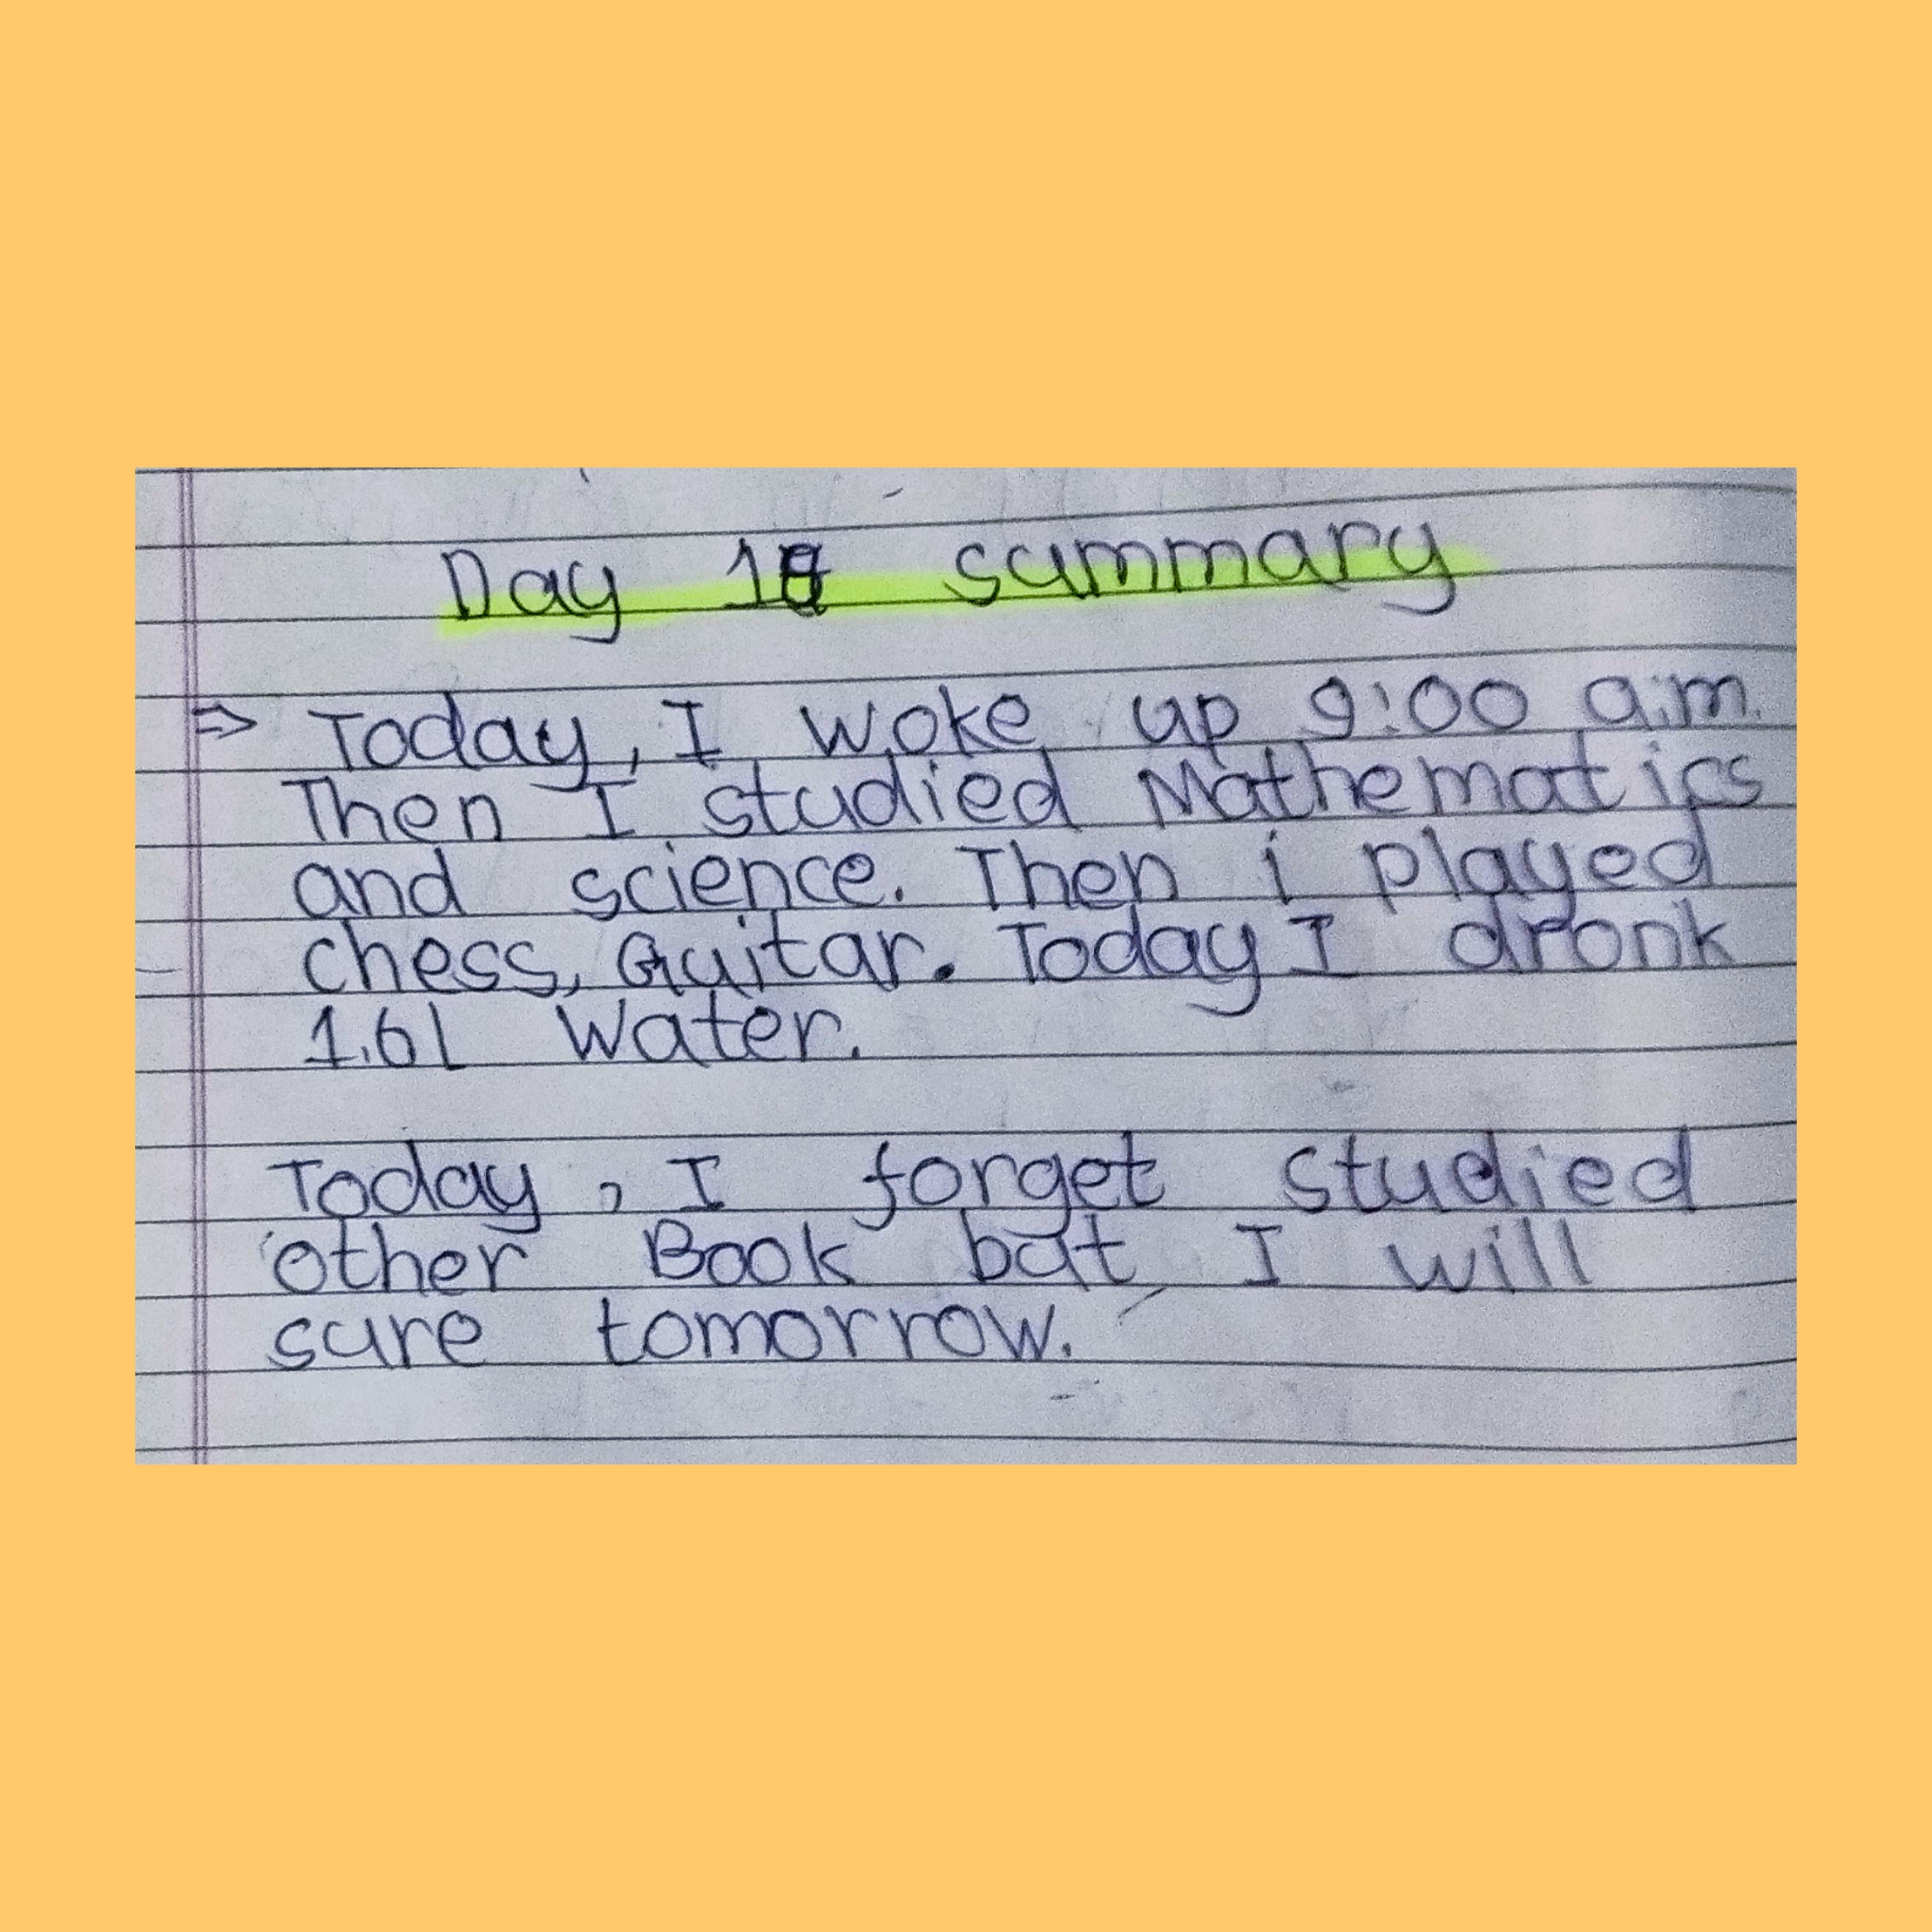 Day 18 summary
⇒ Today, I woke up 9:00 a.m.
Then I studied Mathematics
and science. Then i played
chess, Guitar. Today I dronk
1.6l Water.
Today, I forget studied
other Book but I will
sure tomorrow.